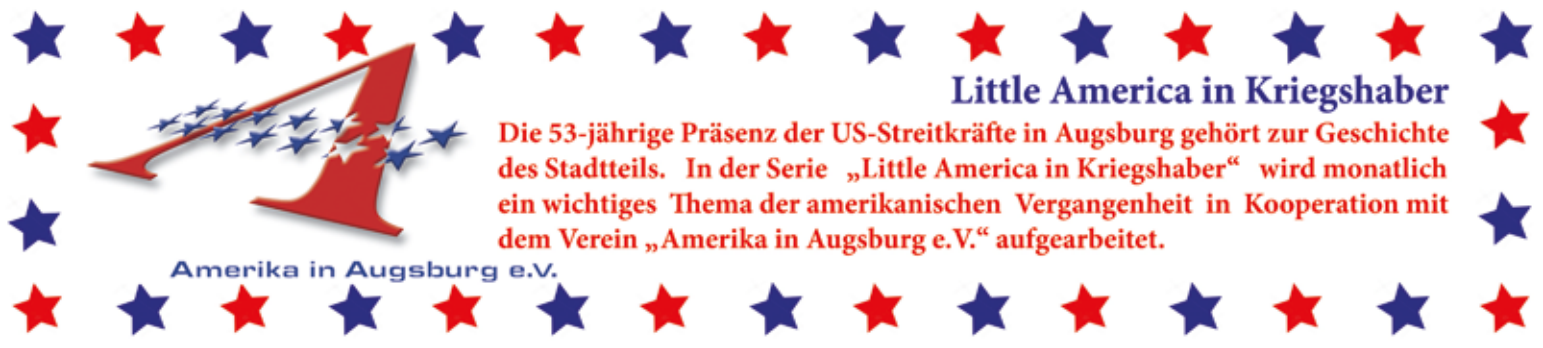 Little America in Kriegshaber
Die 53-jährige Präsenz der US-Streitkräfte in Augsburg gehört zur Geschichte
des Stadtteils. In der Serie „Little America in Kriegshaber“ wird monatlich
ein wichtiges Thema der amerikanischen Vergangenheit in Kooperation mit
dem Verein „Amerika in Augsburg e.V.“ aufgearbeitet.
Amerika in Augsburg e.V.